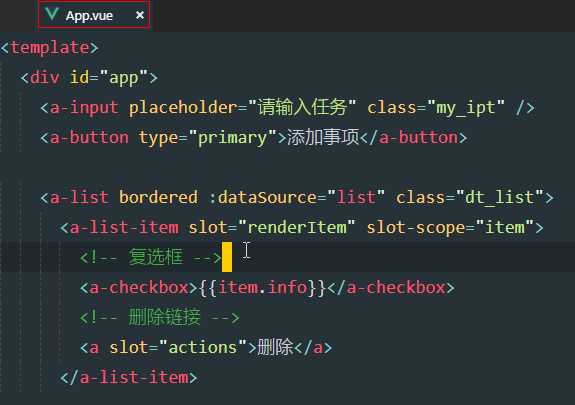 App.vue ×
<template>
<div id="app">
<a-input placeholder="请输入任务" class="my_ipt" />
<a-button type="primary">添加事项</a-button>
<a-list bordered :dataSource="list" class="dt_list">
<a-list-item slot="renderItem" slot-scope="item">
<!-- 复选框 -->
<a-checkbox>{{item.info}}</a-checkbox>
<!-- 删除链接 -->
<a slot="actions">删除</a>
</a-list-item>